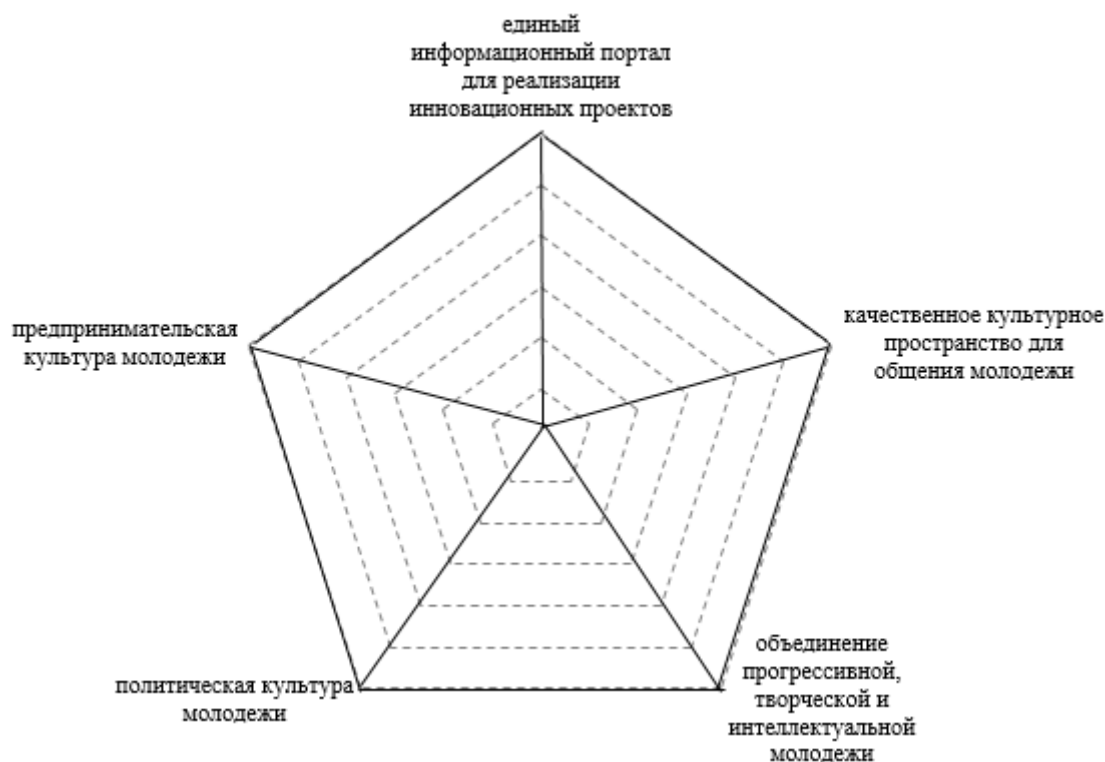 единый
информационный портал
для реализации
инновационных проектов
предпринимательская
культура молодежи
качественное культурное
пространство для
общения молодежи
политическая культура
молодежи
объединение
прогрессивной,
творческой и
интеллектуальной
молодежи